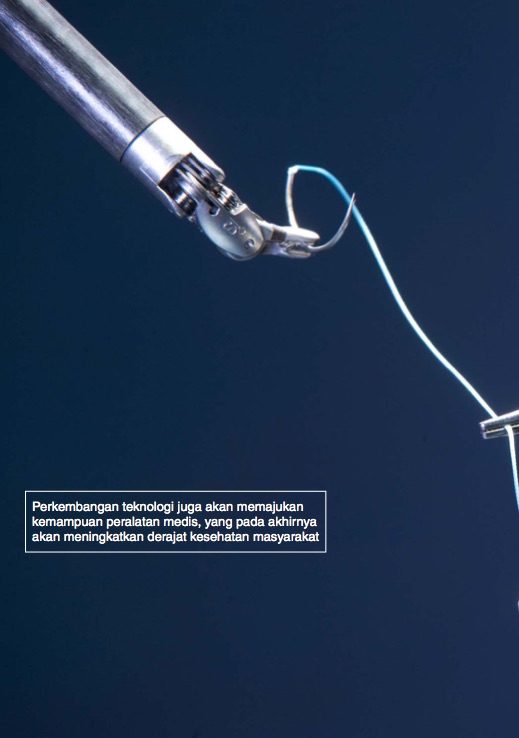 Perkembangan teknologi juga akan memajukan
kemampuan peralatan medis, yang pada akhirnya
akan meningkatkan derajat kesehatan masyarakat